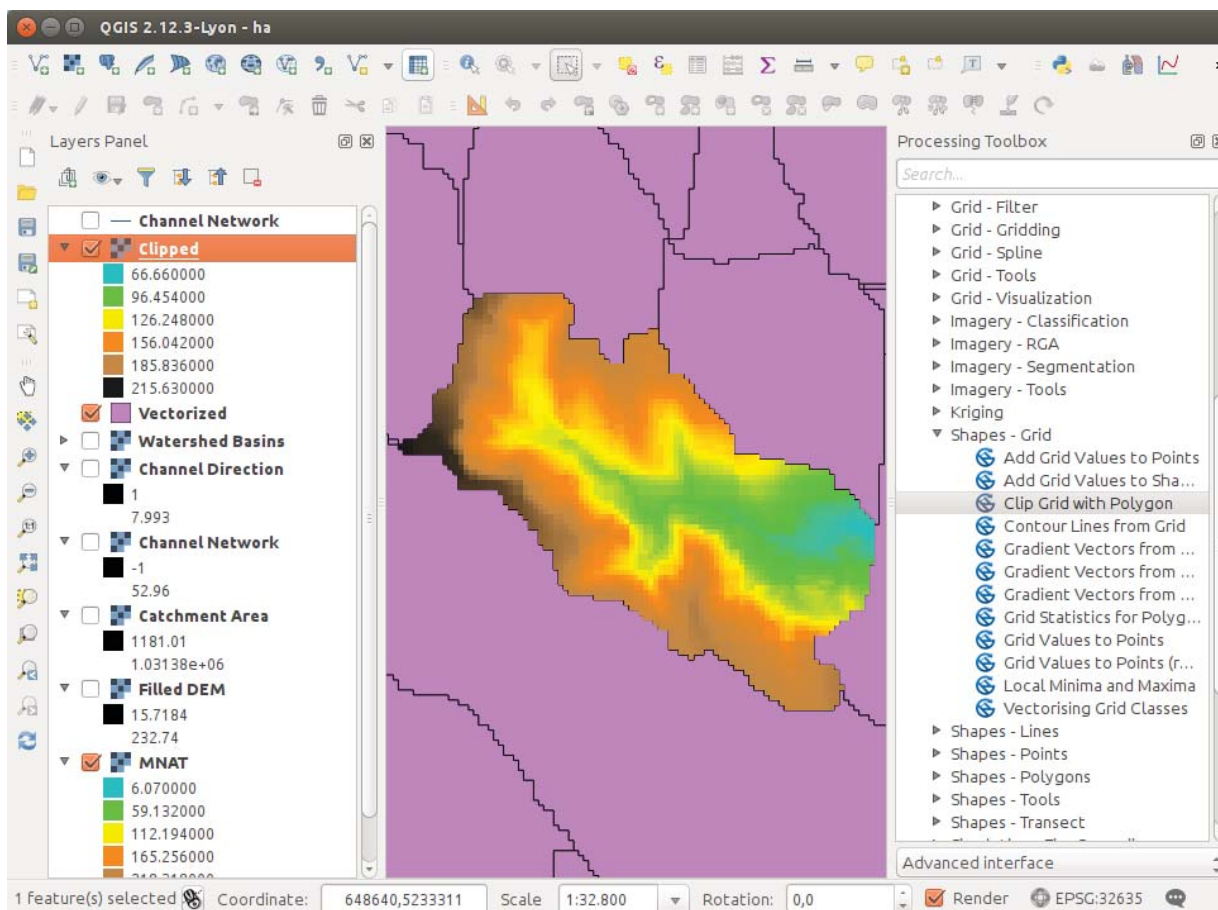 QGIS 2.12.3-Lyon - ha
Layers Panel
Channel Network
Clipped
66.660000
96.454000
126.248000
156.042000
185.836000
215.630000
Vectorized
Watershed Basins
Channel Direction
1
7.993
Channel Network
-1
52.96
Catchment Area
1181.01
1.03138e+06
Filled DEM
15.7184
232.74
MNAT
6.070000
59.132000
112.194000
165.256000
Processing Toolbox
Search...
Grid - Filter
Grid - Gridding
Grid - Spline
Grid - Tools
Grid - Visualization
Imagery - Classification
Imagery - RGA
Imagery - Segmentation
Imagery - Tools
Kriging
Shapes - Grid
Add Grid Values to Points
Add Grid Values to Sha...
Clip Grid with Polygon
Contour Lines from Grid
Gradient Vectors from ...
Gradient Vectors from ...
Gradient Vectors from ...
Grid Statistics for Polyg...
Grid Values to Points
Grid Values to Points (r...
Local Minima and Maxima
Vectorising Grid Classes
Shapes - Lines
Shapes - Points
Shapes - Polygons
Shapes - Tools
Shapes - Transect
Advanced interface
1 feature(s) selected Coordinate: 648640,5233311 Scale 1:32.800 Rotation: 0,0 Render EPSG:32635